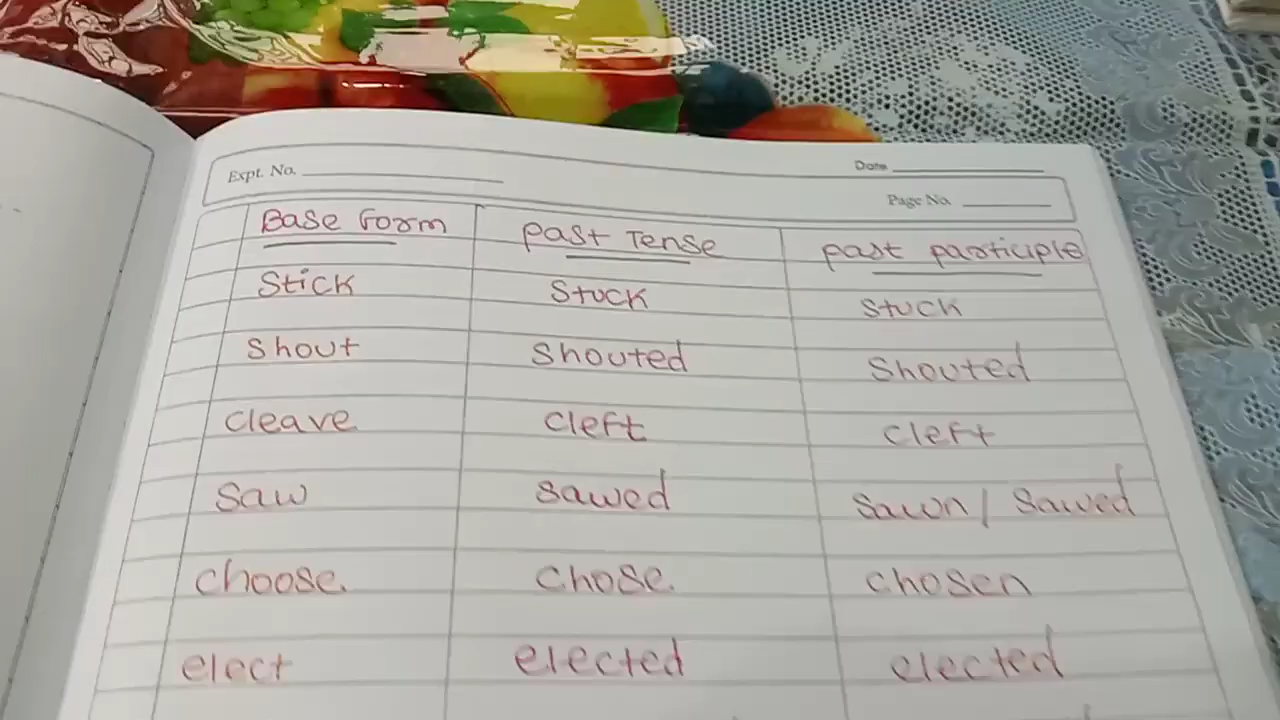 Expt. No.
Date
Page No.
Base Form Past Tense Past participle
Stick Stuck Stuck
Shout Shouted Shouted
cleave cleft cleft
Saw Sawed Sawn / Sawed
choose. chose. chosen
elect elected elected